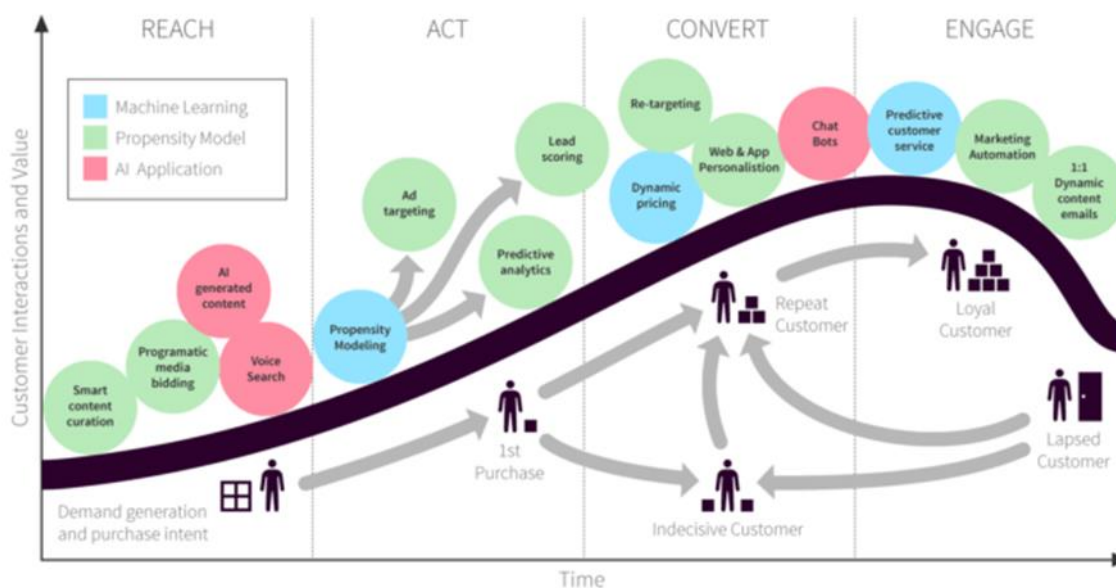 REACH
ACT
CONVERT
ENGAGE
Machine Learning
Propensity Model
AI Application
Customer Interactions and Value
Smart
content
curation
Programatic
media
bidding
AI
generated
content
Voice
Search
Propensity
Modeling
Ad
targeting
Lead
scoring
Predictive
analytics
Re-targeting
Dynamic
pricing
Web & App
Personalistion
Chat
Bots
Predictive
customer
service
Marketing
Automation
1:1
Dynamic
content
emails
Demand generation
and purchase intent
1st
Purchase
Repeat
Customer
Indecisive Customer
Loyal
Customer
Lapsed
Customer
Time